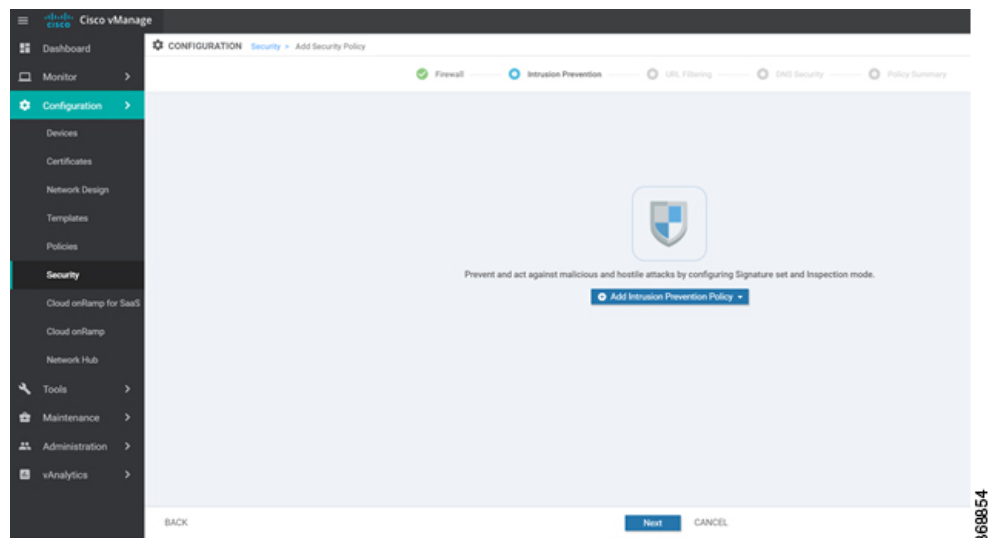 cisco Cisco vManage
Dashboard
Monitor
Configuration
Devices
Certificates
Network Design
Templates
Policies
Security
Cloud onRamp for SaaS
Cloud onRamp
Network Hub
Tools
Maintenance
Administration
vAnalytics
CONFIGURATION Security > Add Security Policy
Firewall Intrusion Prevention URL Filtering DNS Security Policy Summary
Prevent and act against malicious and hostile attacks by configuring Signature set and Inspection mode.
Add Intrusion Prevention Policy
BACK Next CANCEL
368854